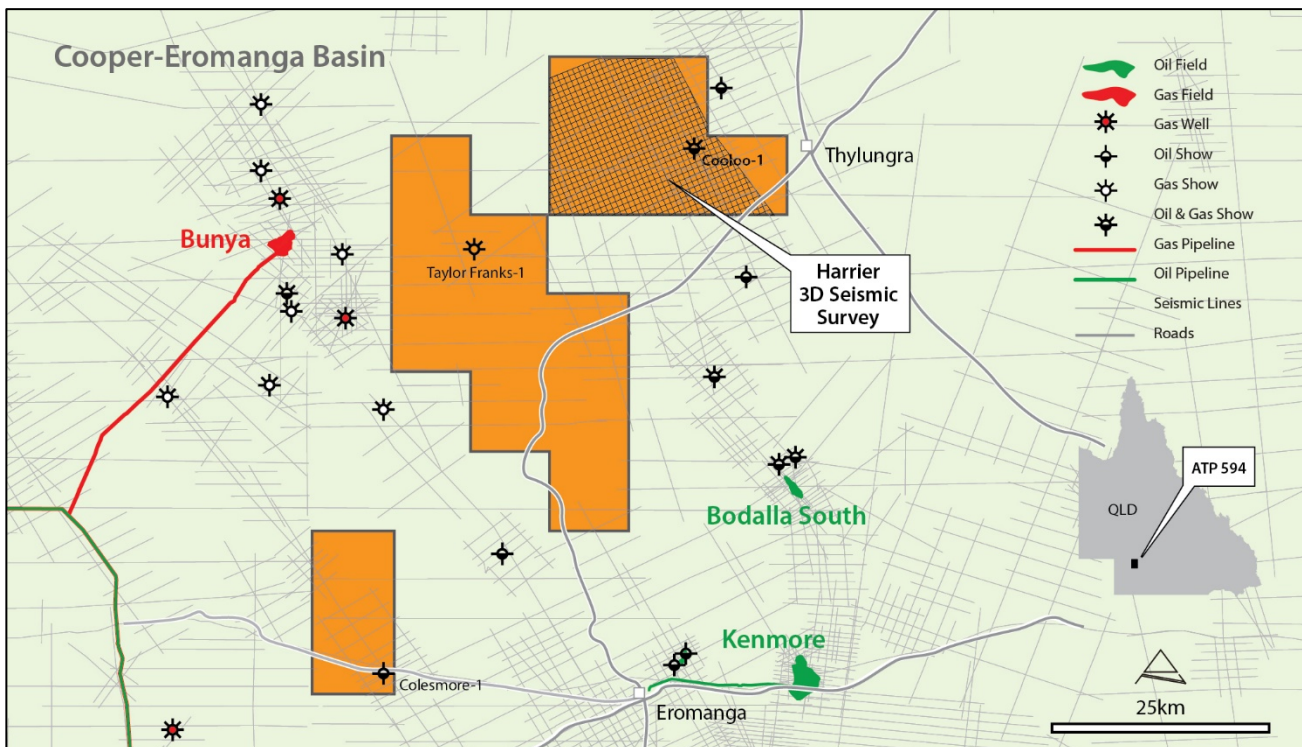 Cooper-Eromanga Basin
Oil Field
Gas Field
Gas Well
Oil Show
Gas Show
Oil & Gas Show
Gas Pipeline
Oil Pipeline
Seismic Lines
Roads
Cooloo-1
Thylungra
Bunya
Taylor Franks-1
Harrier
3D Seismic
Survey
Bodalla South
ATP 594
QLD
Kenmore
Colesmore-1
Eromanga
25km